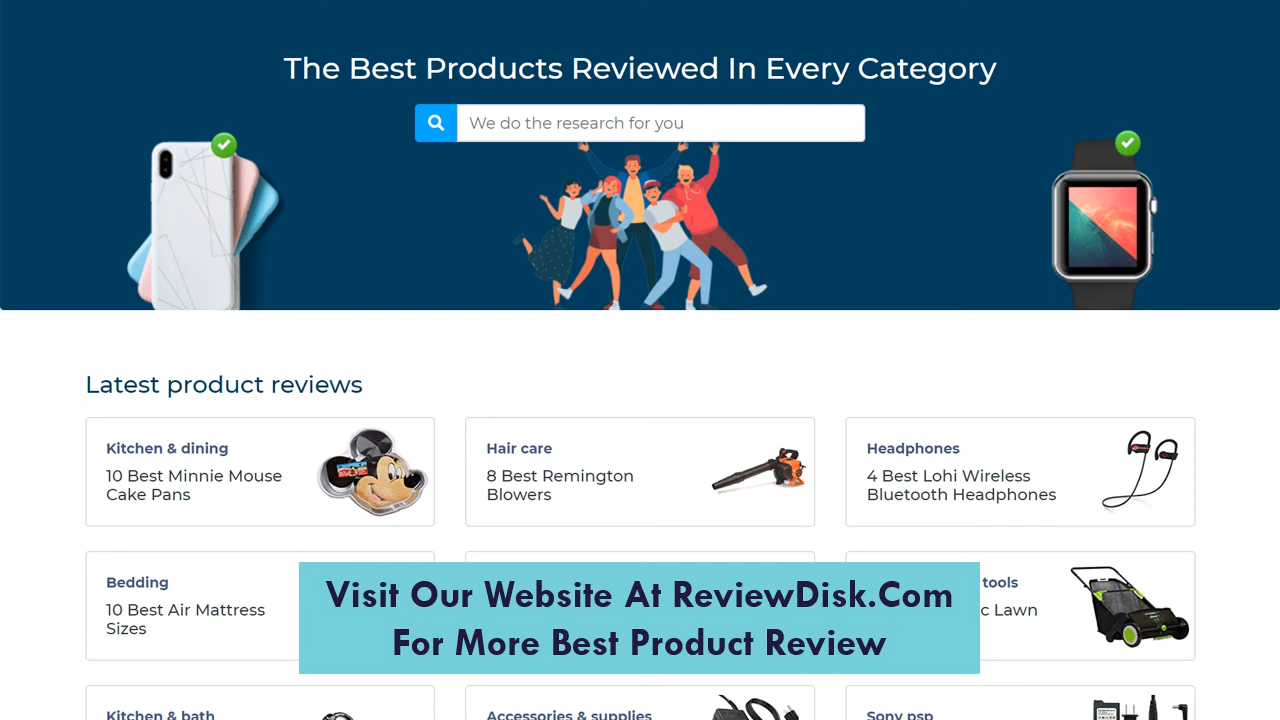 The Best Products Reviewed In Every Category
We do the research for you
Latest product reviews
Kitchen & dining
10 Best Minnie Mouse
Cake Pans
Hair care
8 Best Remington
Blowers
Headphones
4 Best Lohi Wireless
Bluetooth Headphones
Bedding
10 Best Air Mattress
Sizes
tools
c Lawn
Visit Our Website At ReviewDisk.Com
For More Best Product Review
Kitchen & bath
Accessories & supplies
Sony psp